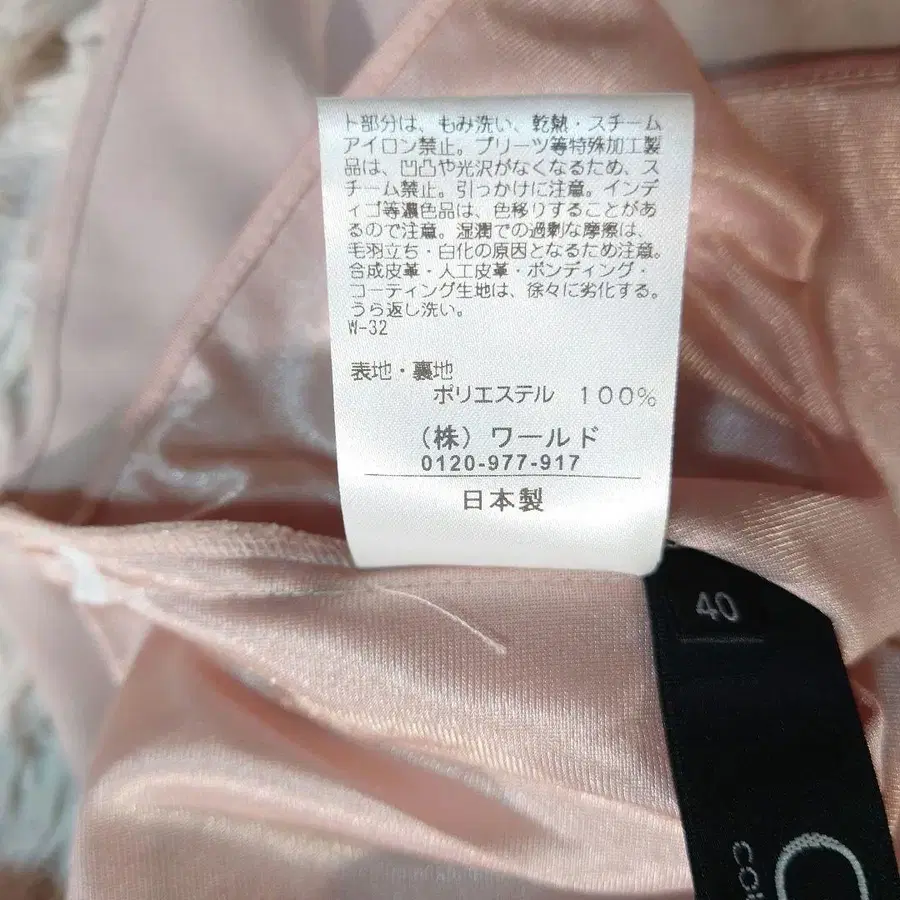 ト部分は、もみ洗い、乾熱・スチーム
アイロン禁止。プリーツ等特殊加工製
品は、凹凸や光沢がなくなるため、ス
チーム禁止。引っかけに注意。インデ
ィゴ等濃色品は、色移りすることがあ
るので注意。湿潤での過剰な摩擦は、
毛羽立ち・白化の原因となるため注意。
合成皮革・人工皮革・ボンディング・
コーティング生地は、徐々に劣化する。
うら返し洗い。
W-32
表地・裏地
ポリエステル 100%
(株)ワールド
0120-977-917
日本製
40